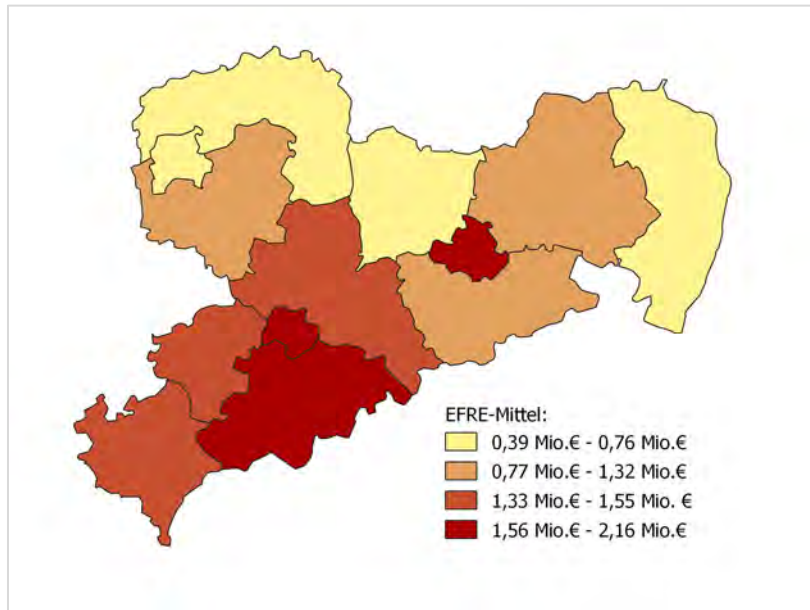 EFRE-Mittel:
0,39 Mio.€ - 0,76 Mio.€
0,77 Mio.€ - 1,32 Mio.€
1,33 Mio.€ - 1,55 Mio. €
1,56 Mio.€ - 2,16 Mio.€